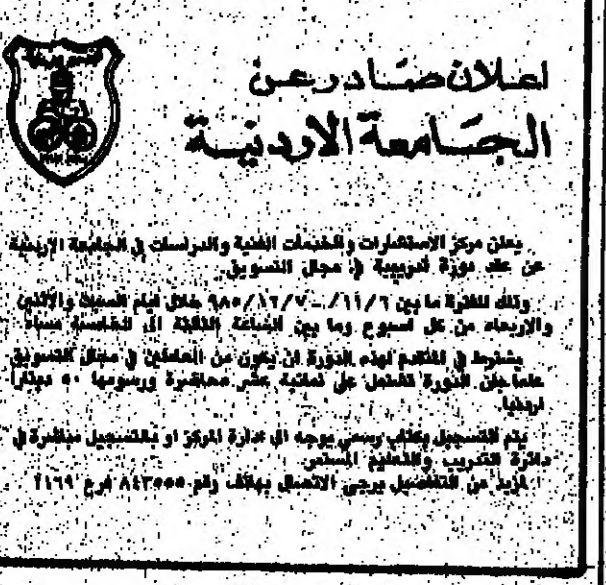 اعلان صادر عن
الجامعة الاردنية
يعلن مركز الاستشارات والخدمات الفنية والدراسات في الجامعة الاردنية
عن عقد دورة تدريبية في مجال التسويق.
وذلك للفترة ما بين ١١/٦/ _ ٩٨٥/١٢/٧ خلال ايام السبت والاثنين
والاربعاء من كل اسبوع وما بين الساعة الثالثة الى الخامسة مساء
يشترط في المتقدم لهذه الدورة ان يكون من العاملين في مجال التسويق
علما بان الدورة تشتمل على ثمانية عشر محاضرة ورسومها ٥٠ دينارا
اردنيا.
يتم التسجيل بكتاب رسمي يوجه الى ادارة المركز او بالتسجيل مباشرة في
دائرة التدريب والتعليم المستمر.
لمزيد من التفاصيل يرجى الاتصال بهاتف رقم ٨٤٣٥٥٥ فرع